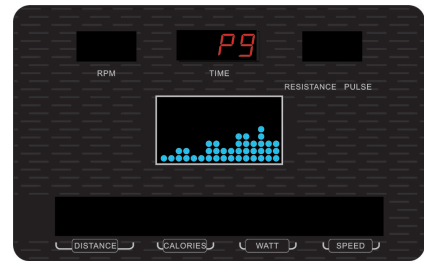 P9
RPM
TIME
RESISTANCE PULSE
DISTANCE
CALORIES
WATT
SPEED